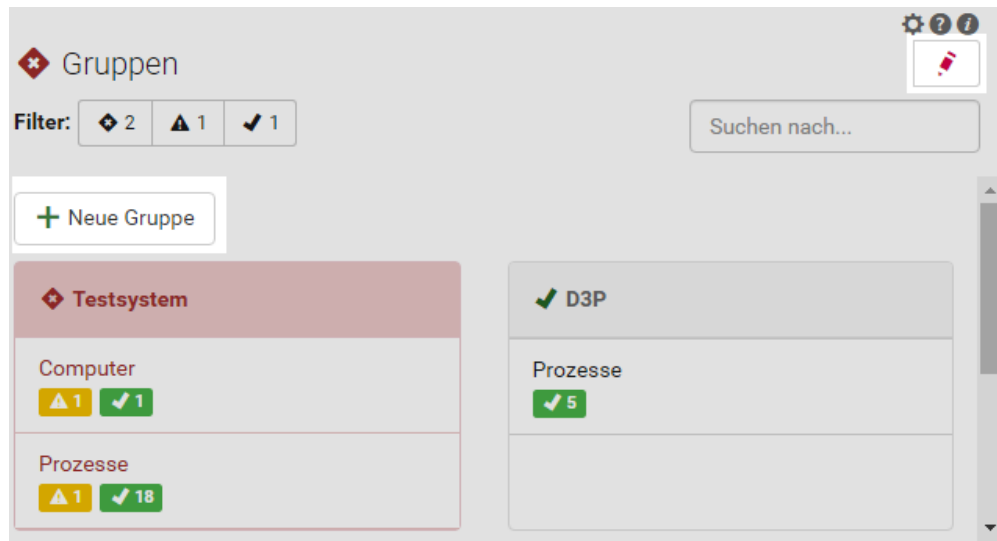 Gruppen
Filter: 2 1 1
Suchen nach...
Neue Gruppe
Testsystem
Computer
1 1
Prozesse
1 18
D3P
Prozesse
5